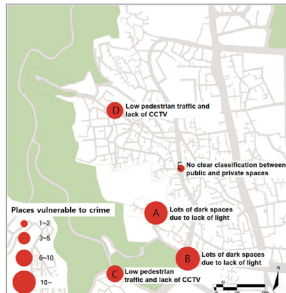 D
Low pedestrian traffic and
lack of CCTV
E
No clear classification between
public and private spaces
Places vulnerable to crime
1~2
3~5
6~10
10~
A
Lots of dark spaces
due to lack of light
B
Lots of dark spaces
due to lack of light
C
Low pedestrian
traffic and lack of CCTV